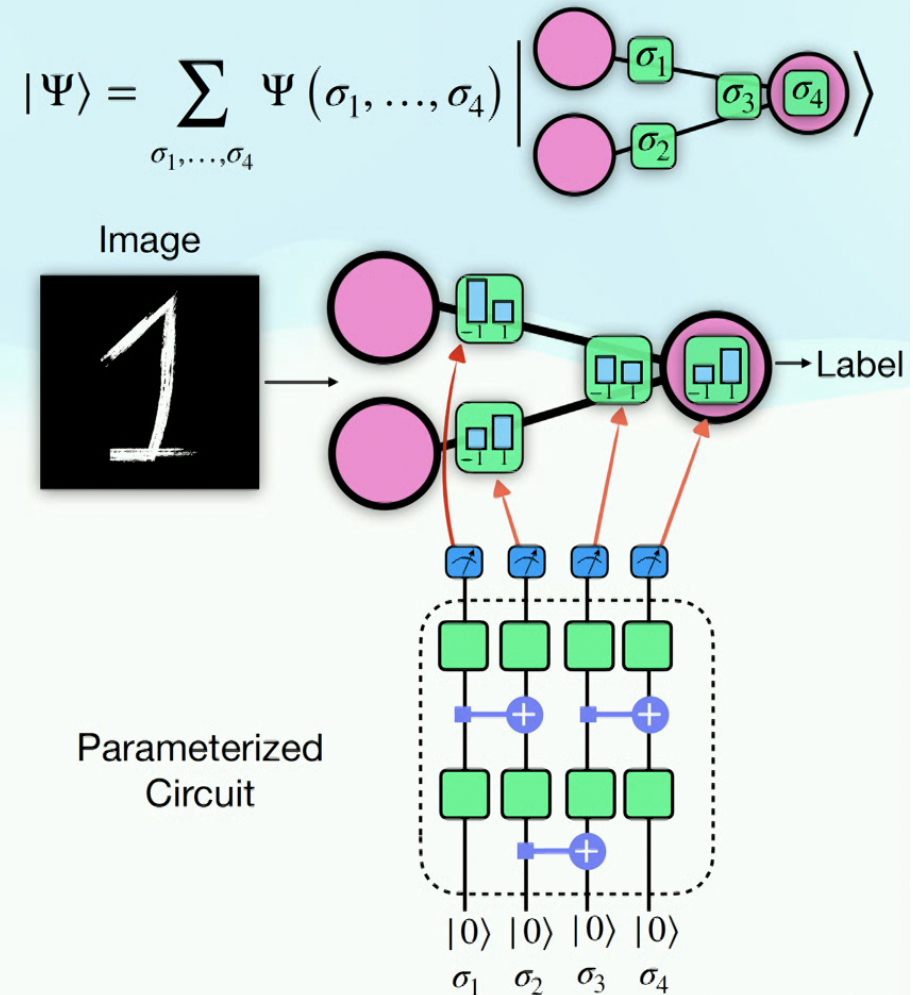 |Ψ⟩ = ∑ Ψ (σ₁, …, σ₄) | σ₁ σ₂ σ₃ σ₄ ⟩
σ₁,…,σ₄
Image
-1 1
-1 1
-1 1
-1 1
Label
Parameterized
Circuit
|0⟩ |0⟩ |0⟩ |0⟩
σ₁ σ₂ σ₃ σ₄